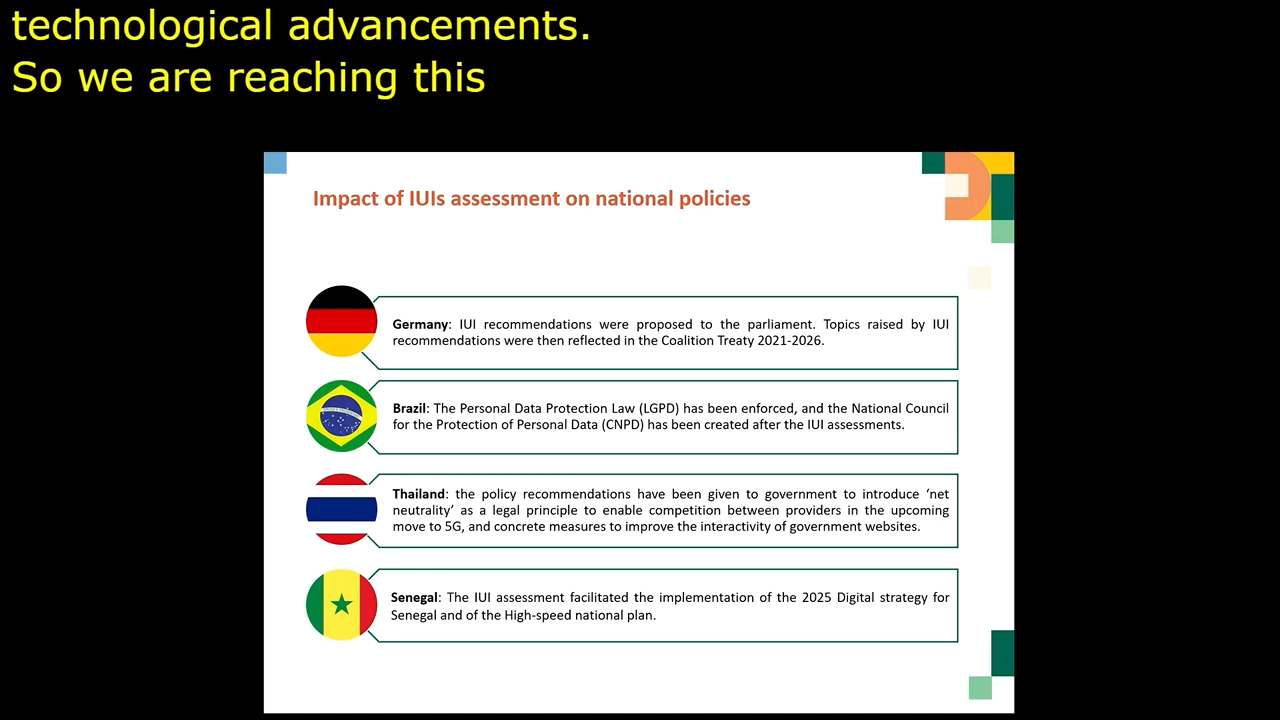 technological advancements.
So we are reaching this
Impact of IUIs assessment on national policies
Germany: IUI recommendations were proposed to the parliament. Topics raised by IUI
recommendations were then reflected in the Coalition Treaty 2021-2026.
Brazil: The Personal Data Protection Law (LGPD) has been enforced, and the National Council
for the Protection of Personal Data (CNPD) has been created after the IUI assessments.
Thailand: the policy recommendations have been given to government to introduce ‘net
neutrality’ as a legal principle to enable competition between providers in the upcoming
move to 5G, and concrete measures to improve the interactivity of government websites.
Senegal: The IUI assessment facilitated the implementation of the 2025 Digital strategy for
Senegal and of the High-speed national plan.